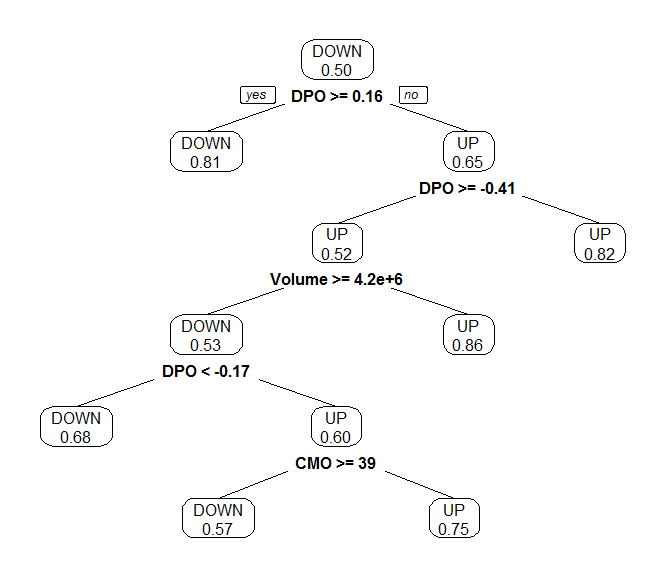 DOWN
0.50
yes
DPO >= 0.16
no
DOWN
0.81
UP
0.65
DPO >= -0.41
UP
0.52
UP
0.82
Volume >= 4.2e+6
DOWN
0.53
UP
0.86
DPO < -0.17
DOWN
0.68
UP
0.60
CMO >= 39
DOWN
0.57
UP
0.75